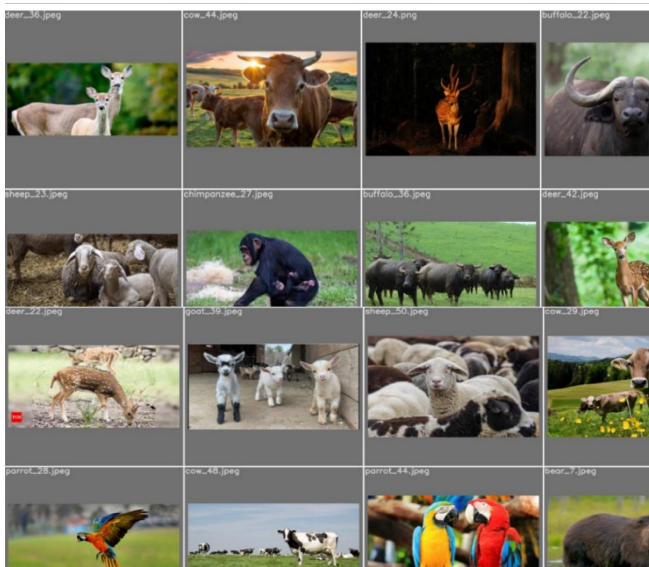 deer_36.jpeg
cow_44.jpeg
deer_24.png
buffalo_22.jpeg
sheep_23.jpeg
chimpanzee_27.jpeg
buffalo_36.jpeg
deer_42.jpeg
deer_22.jpeg
goat_39.jpeg
sheep_50.jpeg
cow_29.jpeg
parrot_28.jpeg
cow_48.jpeg
parrot_44.jpeg
bear_7.jpeg